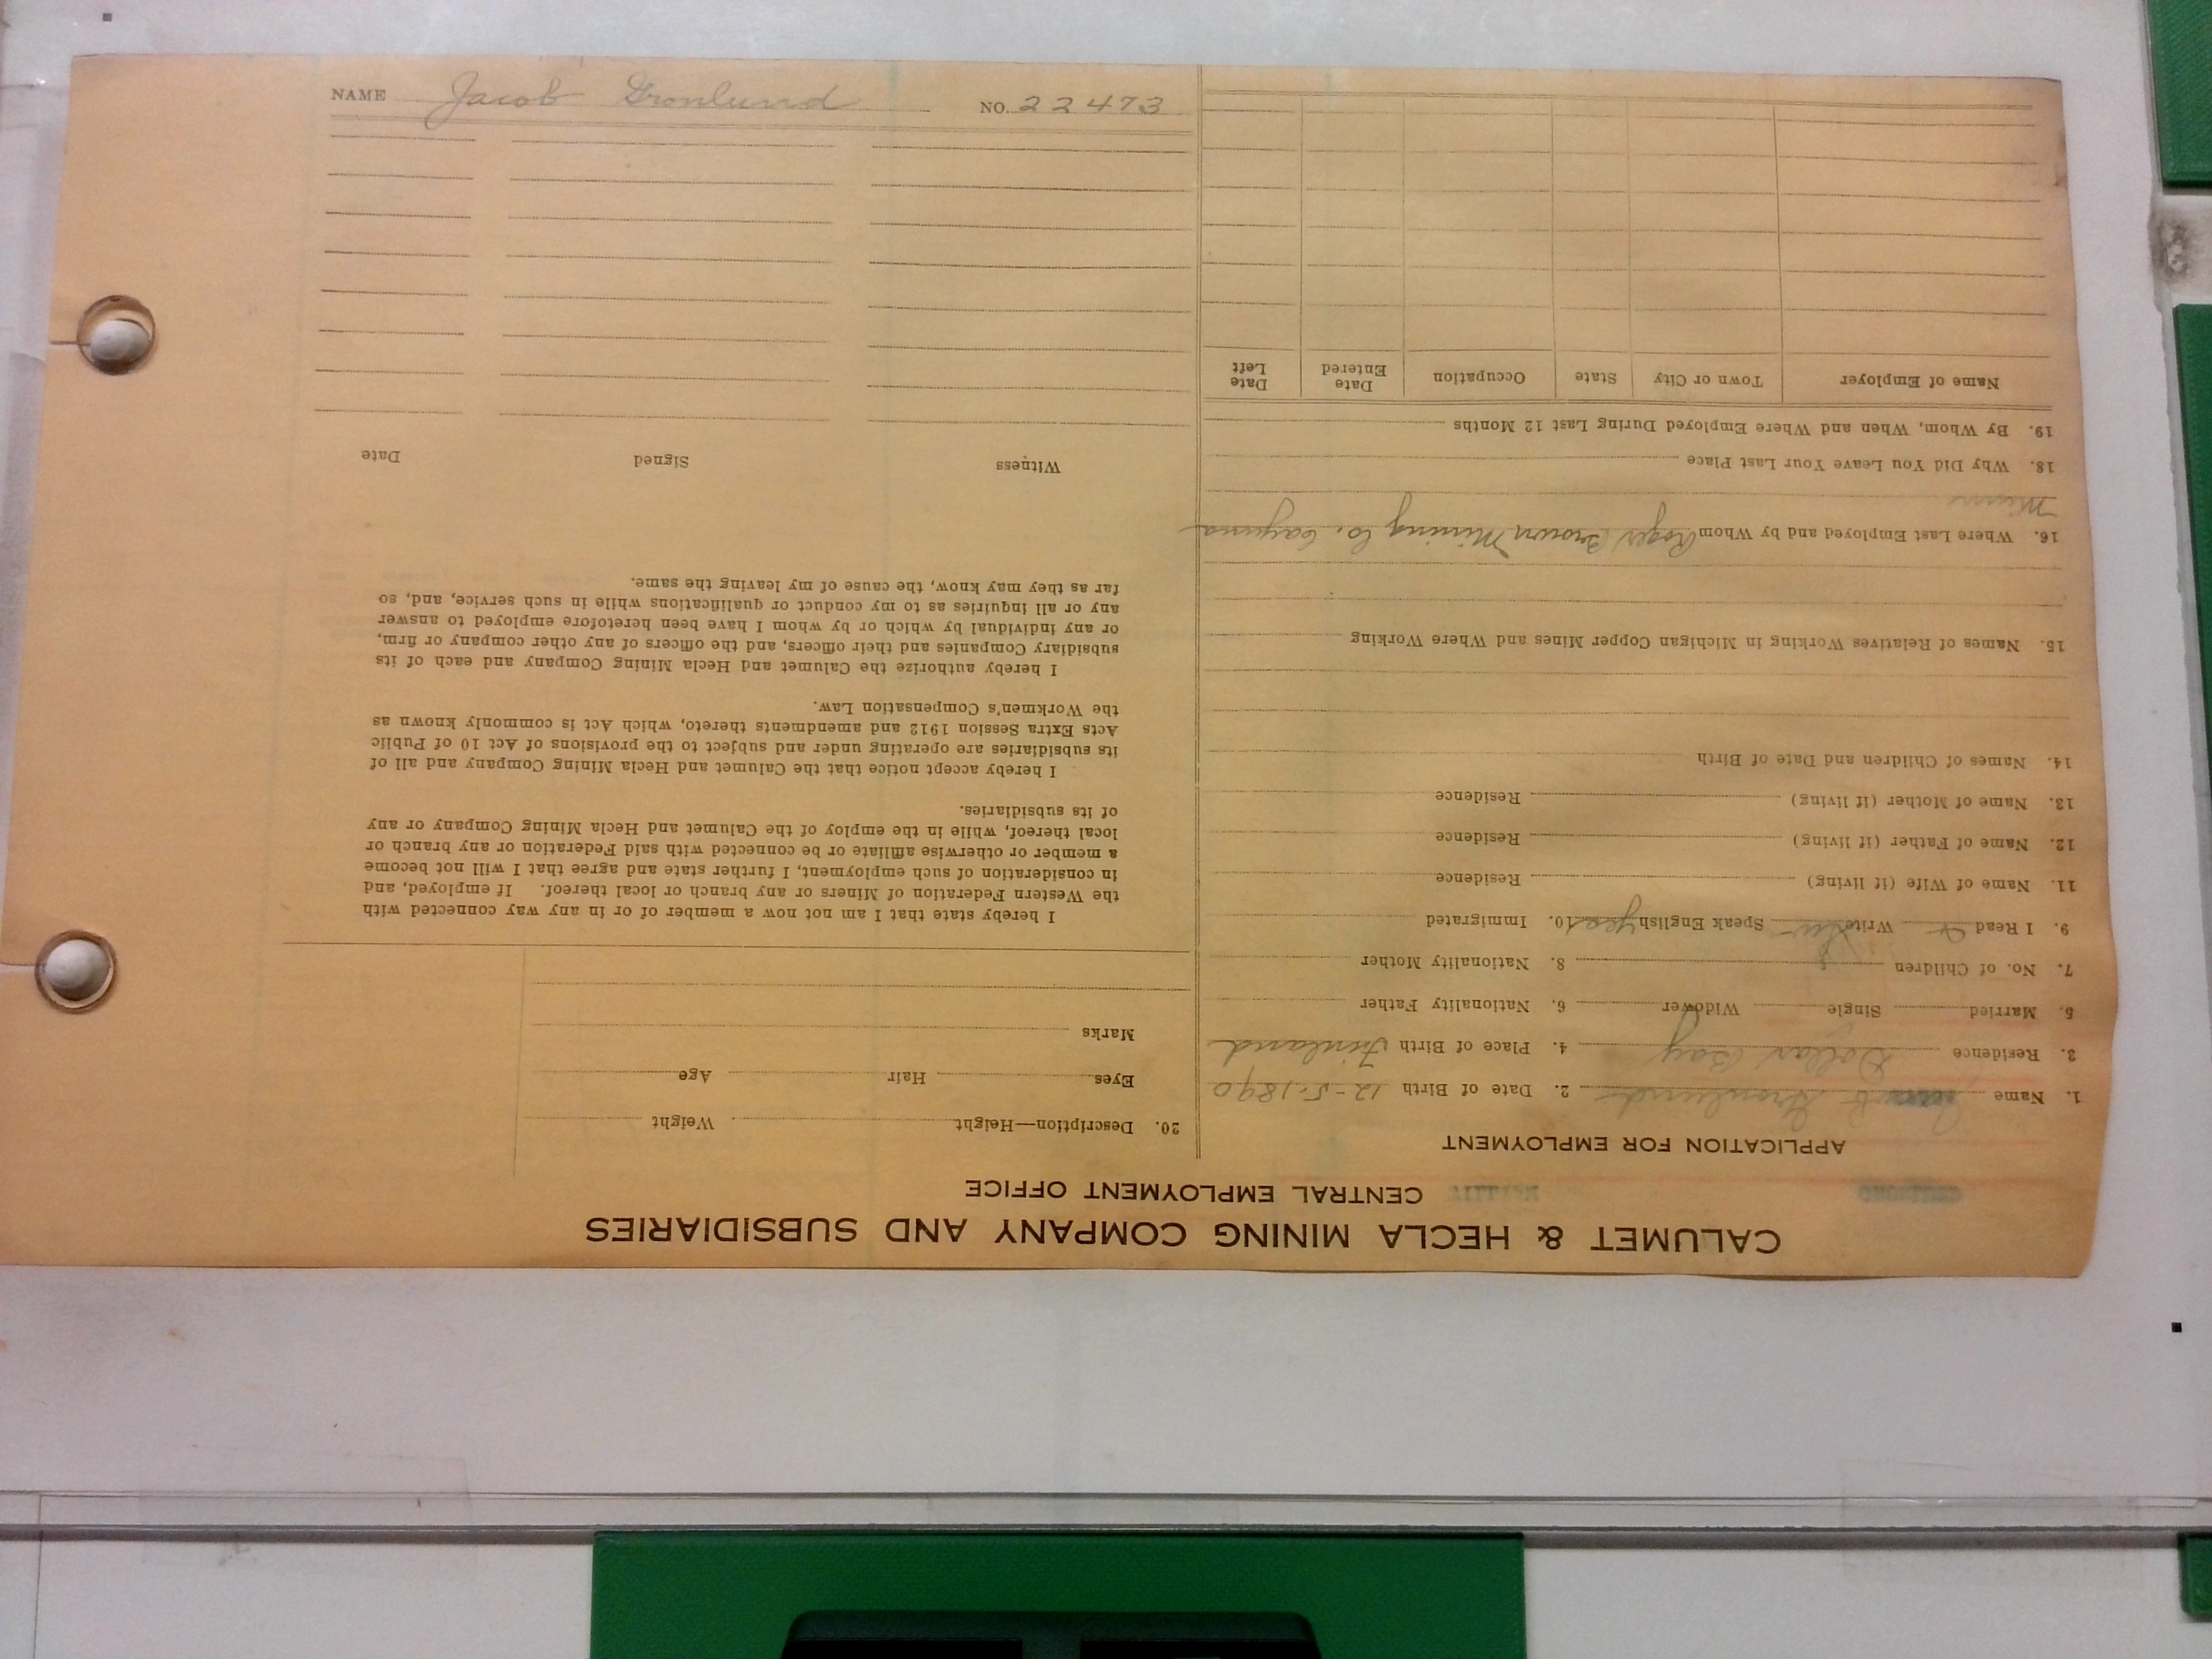 CALUMET & HECLA MINING COMPANY AND SUBSIDIARIES
CENTRAL EMPLOYMENT OFFICE
APPLICATION FOR EMPLOYMENT
1. Name Gronlund 2. Date of Birth 12-5-1890
3. Residence Dollar Bay 4. Place of Birth Finland
5. Married Single Widower 6. Nationality Father
7. No. of Children 8. Nationality Mother
9. I Read & Write Speak English yes 10. Immigrated
11. Name of Wife (if living) Residence
12. Name of Father (if living) Residence
13. Name of Mother (if living) Residence
14. Names of Children and Date of Birth
15. Names of Relatives Working in Michigan Copper Mines and Where Working
16. Where Last Employed and by Whom Rogers Brown Mining Co. Cayuna
Minn
18. Why Did You Leave Your Last Place
19. By Whom, When and Where Employed During Last 12 Months
Name of Employer Town or City State Occupation Date Entered Date Left
20. Description—Height Weight
Eyes Hair Age
Marks
I hereby state that I am not now a member of or in any way connected with
the Western Federation of Miners or any branch or local thereof. If employed, and
in consideration of such employment, I further state and agree that I will not become
a member or otherwise affiliate or be connected with said Federation or any branch or
local thereof, while in the employ of the Calumet and Hecla Mining Company or any
of its subsidiaries.
I hereby accept notice that the Calumet and Hecla Mining Company and all of
its subsidiaries are operating under and subject to the provisions of Act 10 of Public
Acts Extra Session 1912 and amendments thereto, which Act is commonly known as
the Workmen's Compensation Law.
I hereby authorize the Calumet and Hecla Mining Company and each of its
subsidiary Companies and their officers, and the officers of any other company or firm,
or any individual by which or by whom I have been heretofore employed to answer
any or all inquiries as to my conduct or qualifications while in such service, and, so
far as they may know, the cause of my leaving the same.
Witness Signed Date
NAME Jacob Gronlund NO. 22473